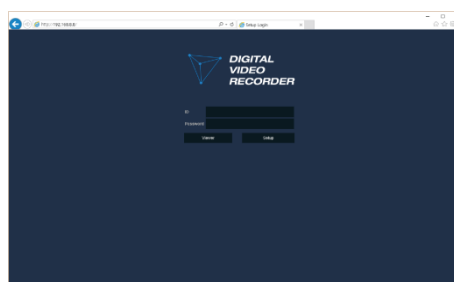 Setup Login
DIGITAL
VIDEO
RECORDER
ID
Password
Viewer
Setup